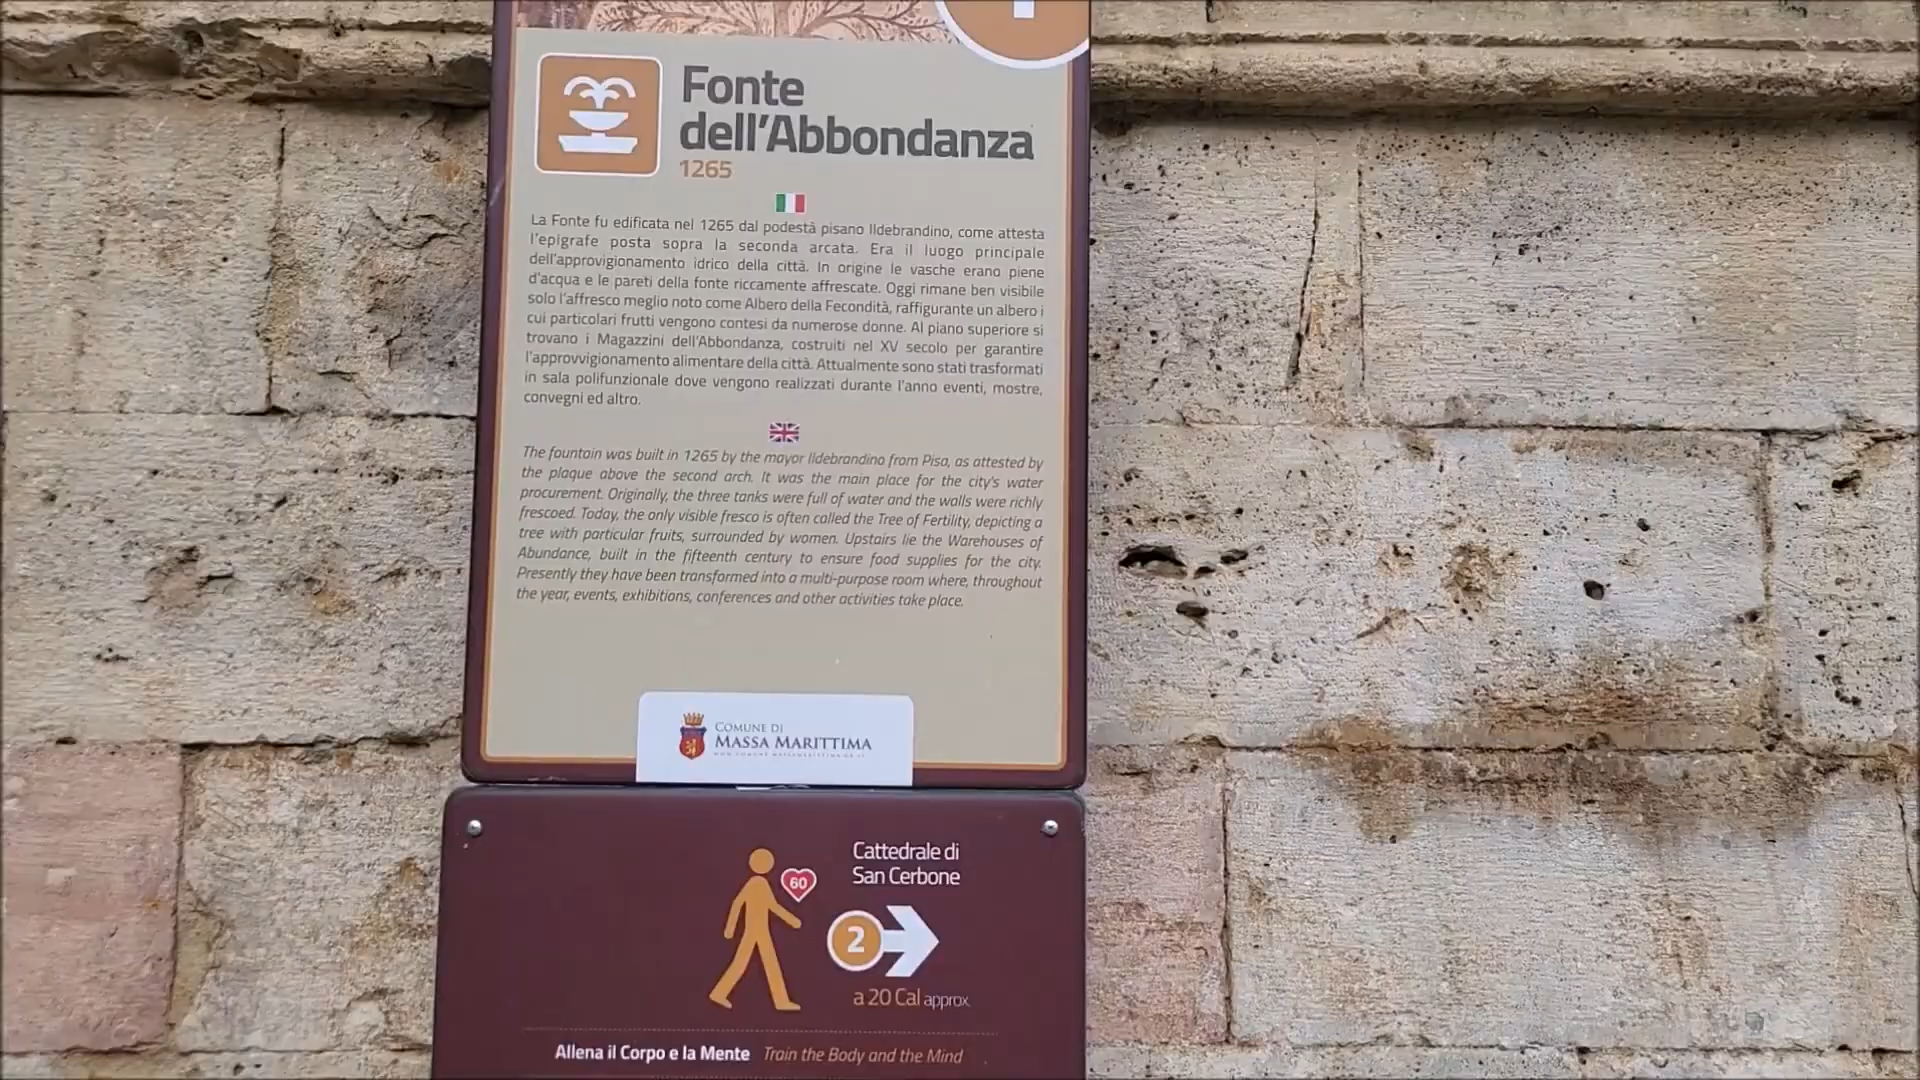 Fonte
dell'Abbondanza
1265
La Fonte fu edificata nel 1265 dal podestà pisano Ildebrandino, come attesta
l'epigrafe posta sopra la seconda arcata. Era il luogo principale
dell'approvigionamento idrico della città. In origine le vasche erano piene
d'acqua e le pareti della fonte riccamente affrescate. Oggi rimane ben visibile
solo l'affresco meglio noto come Albero della Fecondità, raffigurante un albero i
cui particolari frutti vengono contesi da numerose donne. Al piano superiore si
trovano i Magazzini dell'Abbondanza, costruiti nel XV secolo per garantire
l'approvvigionamento alimentare della città. Attualmente sono stati trasformati
in sala polifunzionale dove vengono realizzati durante l'anno eventi, mostre,
convegni ed altro.
The fountain was built in 1265 by the mayor Ildebrandino from Pisa, as attested by
the plaque above the second arch. It was the main place for the city's water
procurement. Originally, the three tanks were full of water and the walls were richly
frescoed. Today, the only visible fresco is often called the Tree of Fertility, depicting a
tree with particular fruits, surrounded by women. Upstairs lie the Warehouses of
Abundance, built in the fifteenth century to ensure food supplies for the city.
Presently they have been transformed into a multi-purpose room where, throughout
the year, events, exhibitions, conferences and other activities take place.
COMUNE DI
MASSA MARITTIMA
Cattedrale di
San Cerbone
60
2
a 20 Cal approx.
Allena il Corpo e la Mente Train the Body and the Mind